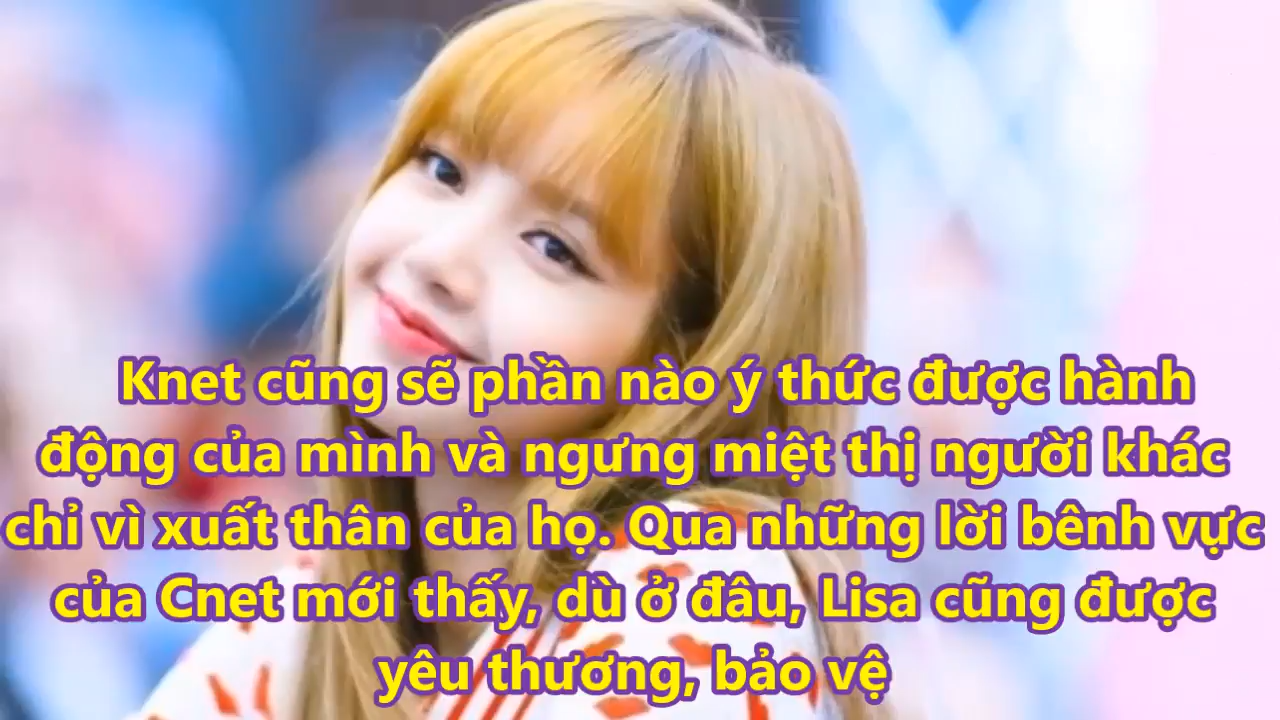 Knet cũng sẽ phần nào ý thức được hành
động của mình và ngưng miệt thị người khác
chỉ vì xuất thân của họ. Qua những lời bênh vực
của Cnet mới thấy, dù ở đâu, Lisa cũng được
yêu thương, bảo vệ